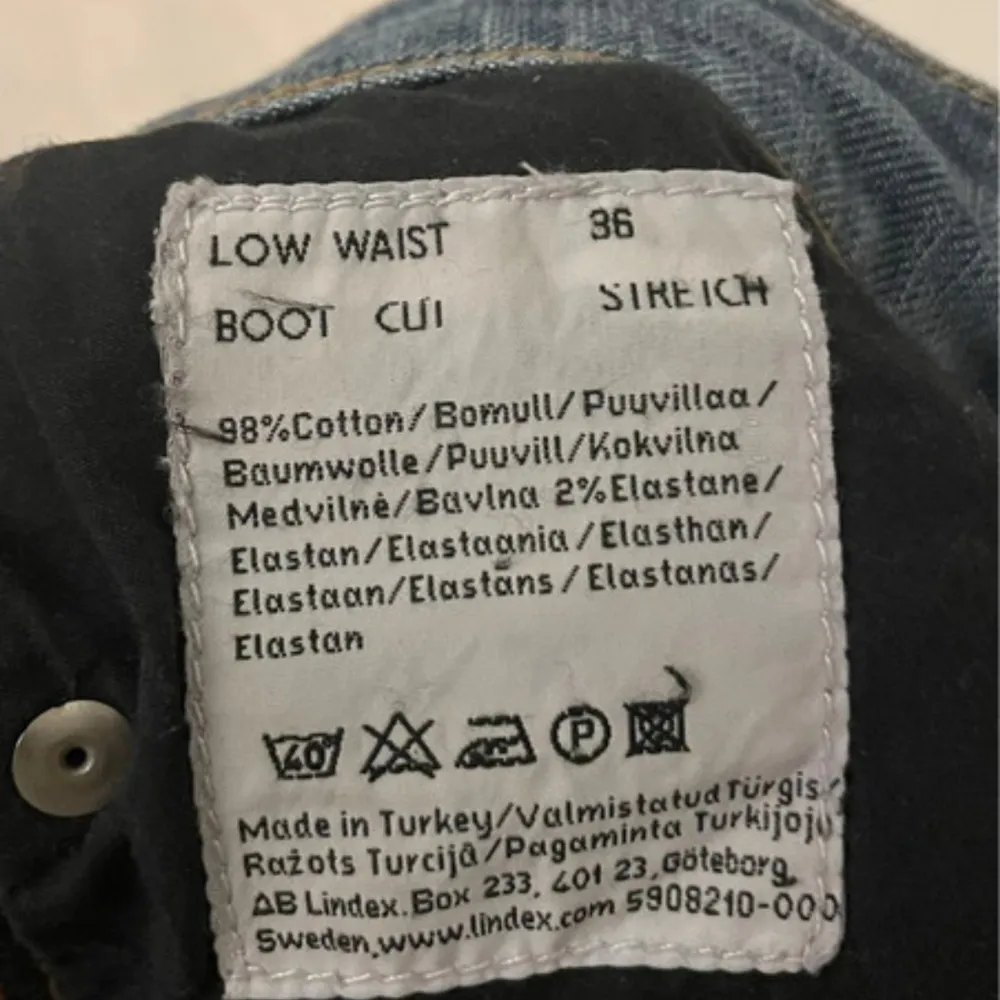 LOW WAIST 36
BOOT CUT STRETCH
98%Cotton/Bomull/Puuvillaa/
Baumwolle/Puuvill/Kokvilna
Medvilnė/Bavlna 2%Elastane/
Elastan/Elastaania/Elasthan/
Elastaan/Elastāns/Elastanas/
Elastan
40 P
Made in Turkey/Valmistatud Türgis/
Ražots Turcijā/Pagaminta Turkijoju
AB Lindex.Box 233. 401 23,Göteborg,
Sweden,www.lindex.com 5908210-000